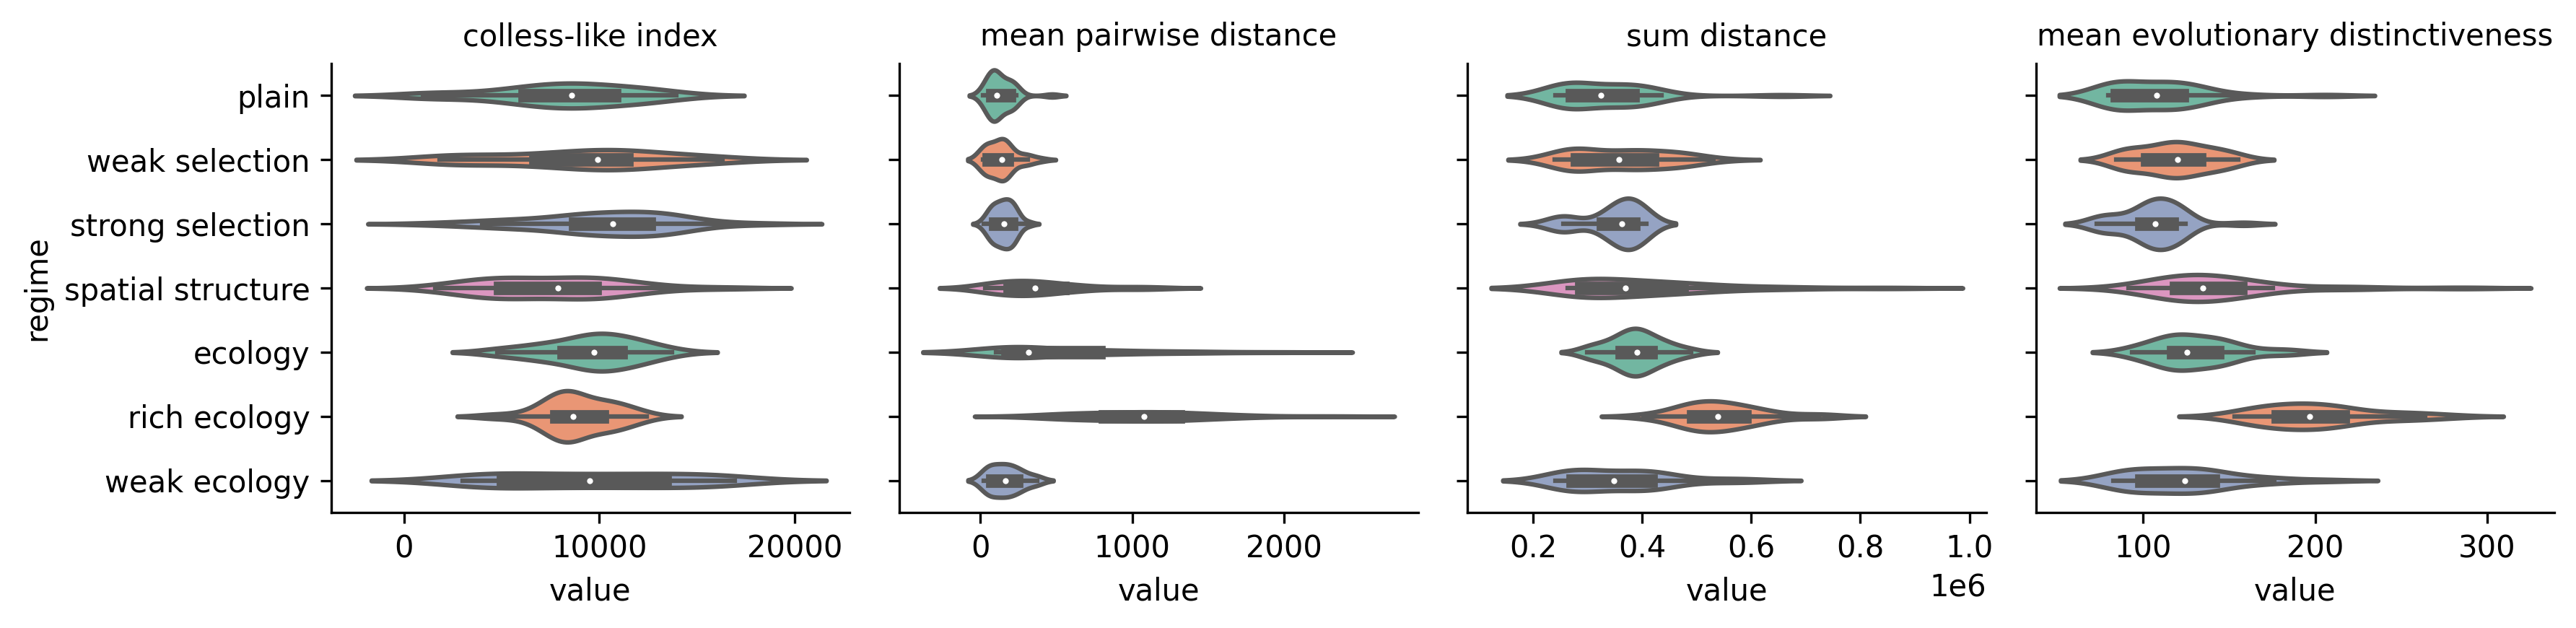 colless-like index
mean pairwise distance
sum distance
mean evolutionary distinctiveness
regime
plain
weak selection
strong selection
spatial structure
ecology
rich ecology
weak ecology
0 10000 20000
value
0 1000 2000
value
0.2 0.4 0.6 0.8 1.0
1e6
value
100 200 300
value